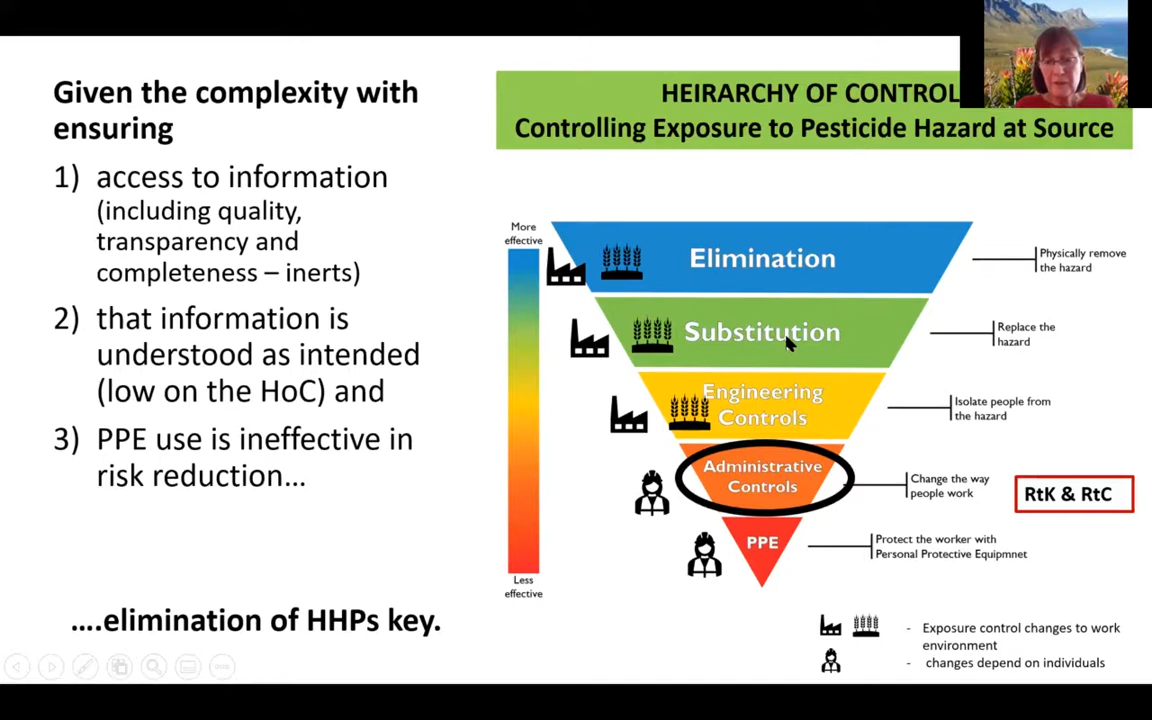 Given the complexity with
ensuring
1) access to information
(including quality,
transparency and
completeness – inerts)
2) that information is
understood as intended
(low on the HoC) and
3) PPE use is ineffective in
risk reduction…
….elimination of HHPs key.
HEIRARCHY OF CONTROL
Controlling Exposure to Pesticide Hazard at Source
More
effective
Less
effective
Elimination
Physically remove
the hazard
Substitution
Replace the
hazard
Engineering
Controls
Isolate people from
the hazard
Administrative
Controls
Change the way
people work
RtK & RtC
PPE
Protect the worker with
Personal Protective Equipmnet
- Exposure control changes to work
environment
- changes depend on individuals